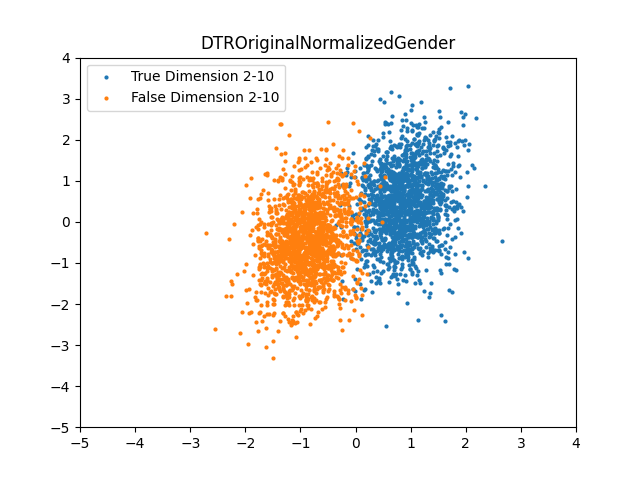 DTROriginalNormalizedGender
True Dimension 2-10
False Dimension 2-10
4
3
2
1
0
−1
−2
−3
−4
−5
−5 −4 −3 −2 −1 0 1 2 3 4